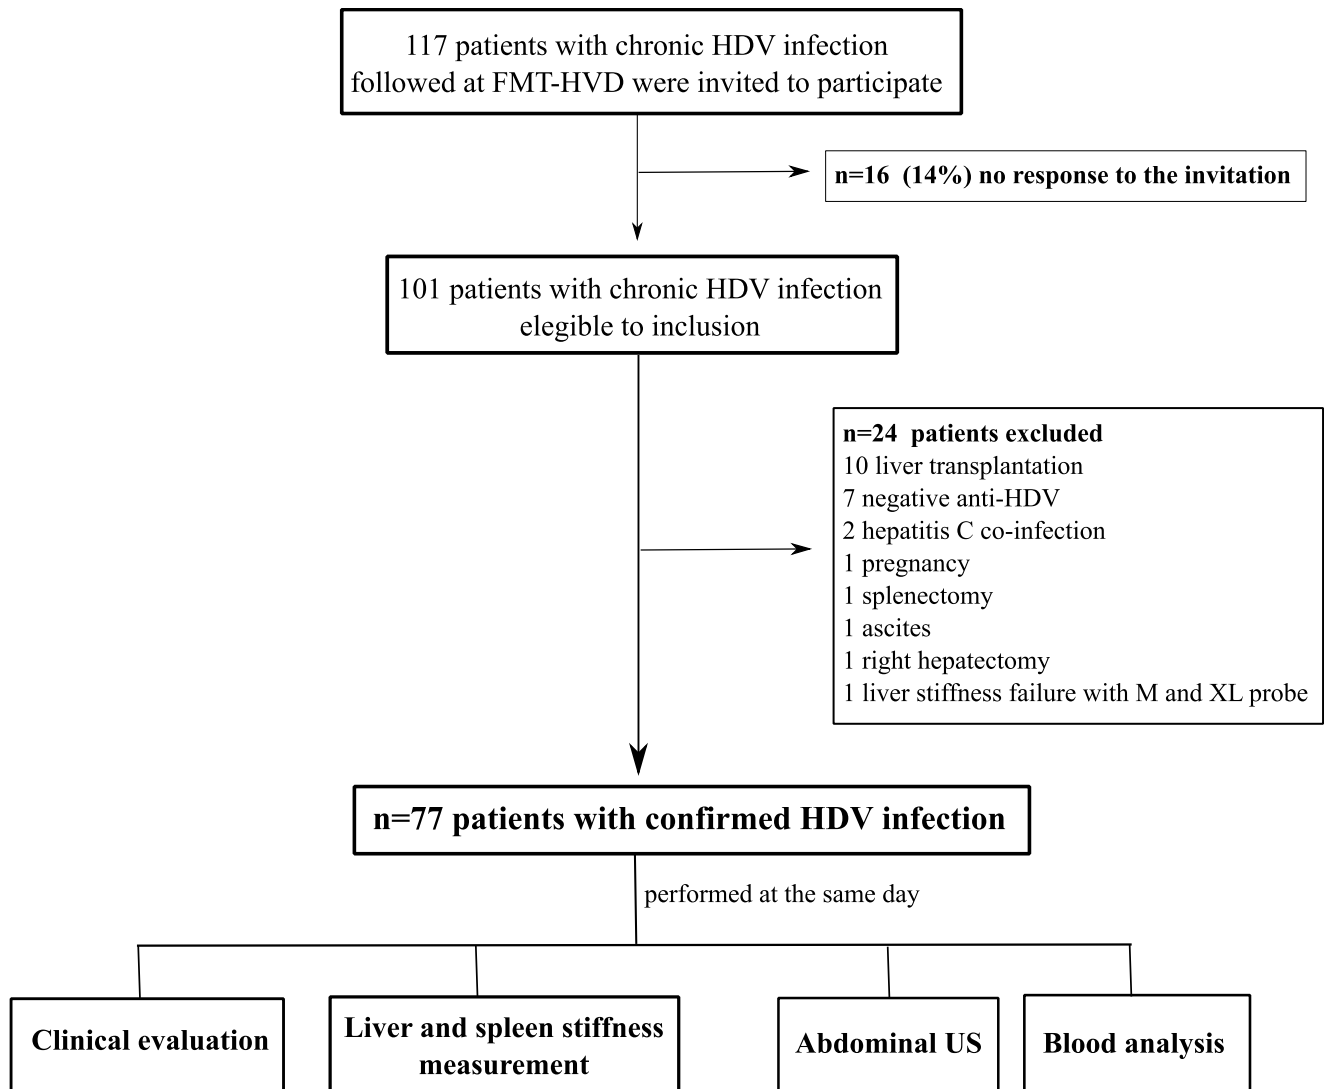 117 patients with chronic HDV infection
followed at FMT-HVD were invited to participate
n=16 (14%) no response to the invitation
101 patients with chronic HDV infection
elegible to inclusion
n=24 patients excluded
10 liver transplantation
7 negative anti-HDV
2 hepatitis C co-infection
1 pregnancy
1 splenectomy
1 ascites
1 right hepatectomy
1 liver stiffness failure with M and XL probe
n=77 patients with confirmed HDV infection
performed at the same day
Clinical evaluation
Liver and spleen stiffness
measurement
Abdominal US
Blood analysis